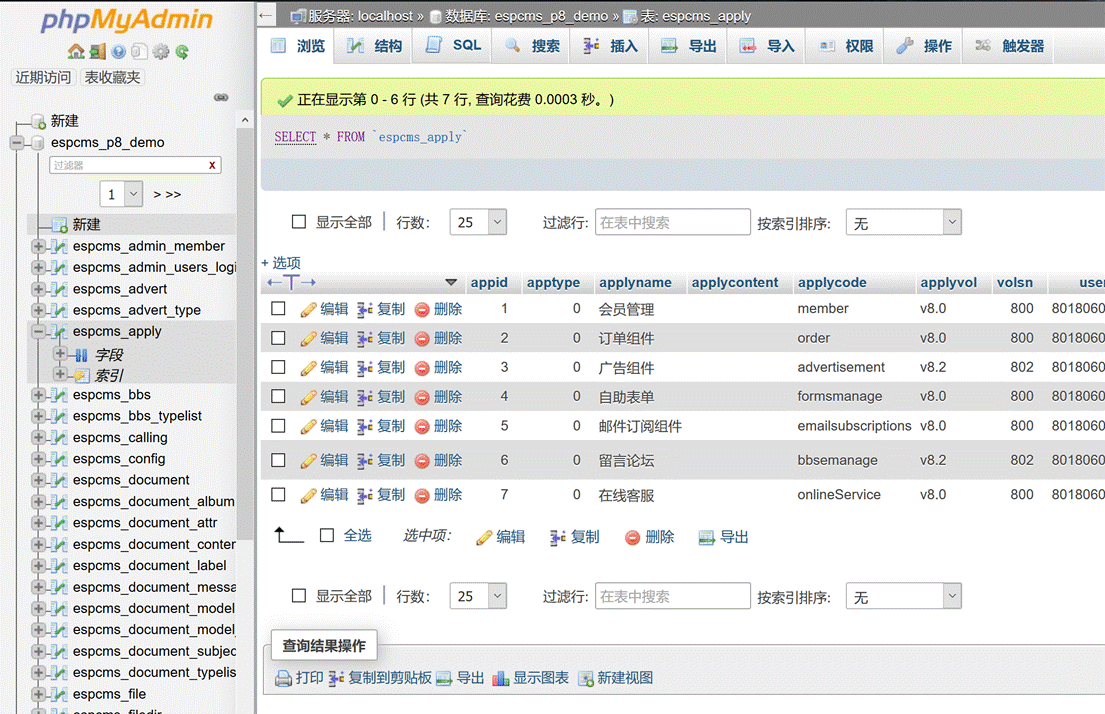 phpMyAdmin
近期访问 表收藏夹
新建
espcms_p8_demo
过滤器 X
1 > >>
新建
espcms_admin_member
espcms_admin_users_logi
espcms_advert
espcms_advert_type
espcms_apply
字段
索引
espcms_bbs
espcms_bbs_typelist
espcms_calling
espcms_config
espcms_document
espcms_document_album
espcms_document_attr
espcms_document_conter
espcms_document_label
espcms_document_messa
espcms_document_model
espcms_document_model_
espcms_document_subjec
espcms_document_typelis
espcms_file
espcms_filedir
服务器: localhost » 数据库: espcms_p8_demo » 表: espcms_apply
浏览 结构 SQL 搜索 插入 导出 导入 权限 操作 触发器
正在显示第 0 - 6 行 (共 7 行, 查询花费 0.0003 秒。)
SELECT * FROM `espcms_apply`
显示全部 | 行数: 25 过滤行: 在表中搜索 按索引排序: 无
+ 选项
←T→ ▼ appid apptype applyname applycontent applycode applyvol volsn user
编辑 复制 删除 1 0 会员管理 member v8.0 800 8018060
编辑 复制 删除 2 0 订单组件 order v8.0 800 8018060
编辑 复制 删除 3 0 广告组件 advertisement v8.2 802 8018060
编辑 复制 删除 4 0 自助表单 formsmanage v8.0 800 8018060
编辑 复制 删除 5 0 邮件订阅组件 emailsubscriptions v8.0 800 8018060
编辑 复制 删除 6 0 留言论坛 bbsemanage v8.2 802 8018060
编辑 复制 删除 7 0 在线客服 onlineService v8.0 800 8018060
全选 选中项: 编辑 复制 删除 导出
显示全部 | 行数: 25 过滤行: 在表中搜索 按索引排序: 无
查询结果操作
打印 复制到剪贴板 导出 显示图表 新建视图